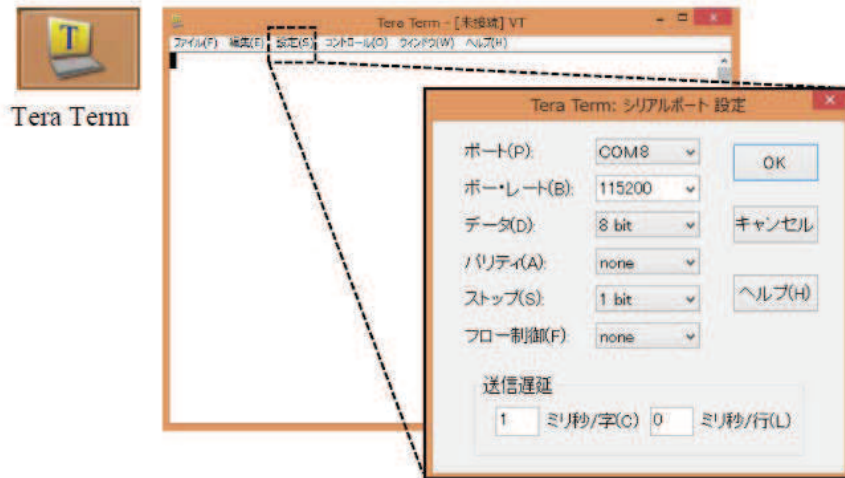 T
Tera Term
Tera Term - [未接続] VT
ファイル(F) 編集(E) 設定(S) コントロール(O) ウィンドウ(W) ヘルプ(H)
Tera Term: シリアルポート 設定
ポート(P): COM8
OK
ボー・レート(B): 115200
データ(D): 8 bit
キャンセル
パリティ(A): none
ストップ(S): 1 bit
ヘルプ(H)
フロー制御(F) none
送信遅延
1 ミリ秒/字(C) 0 ミリ秒/行(L)